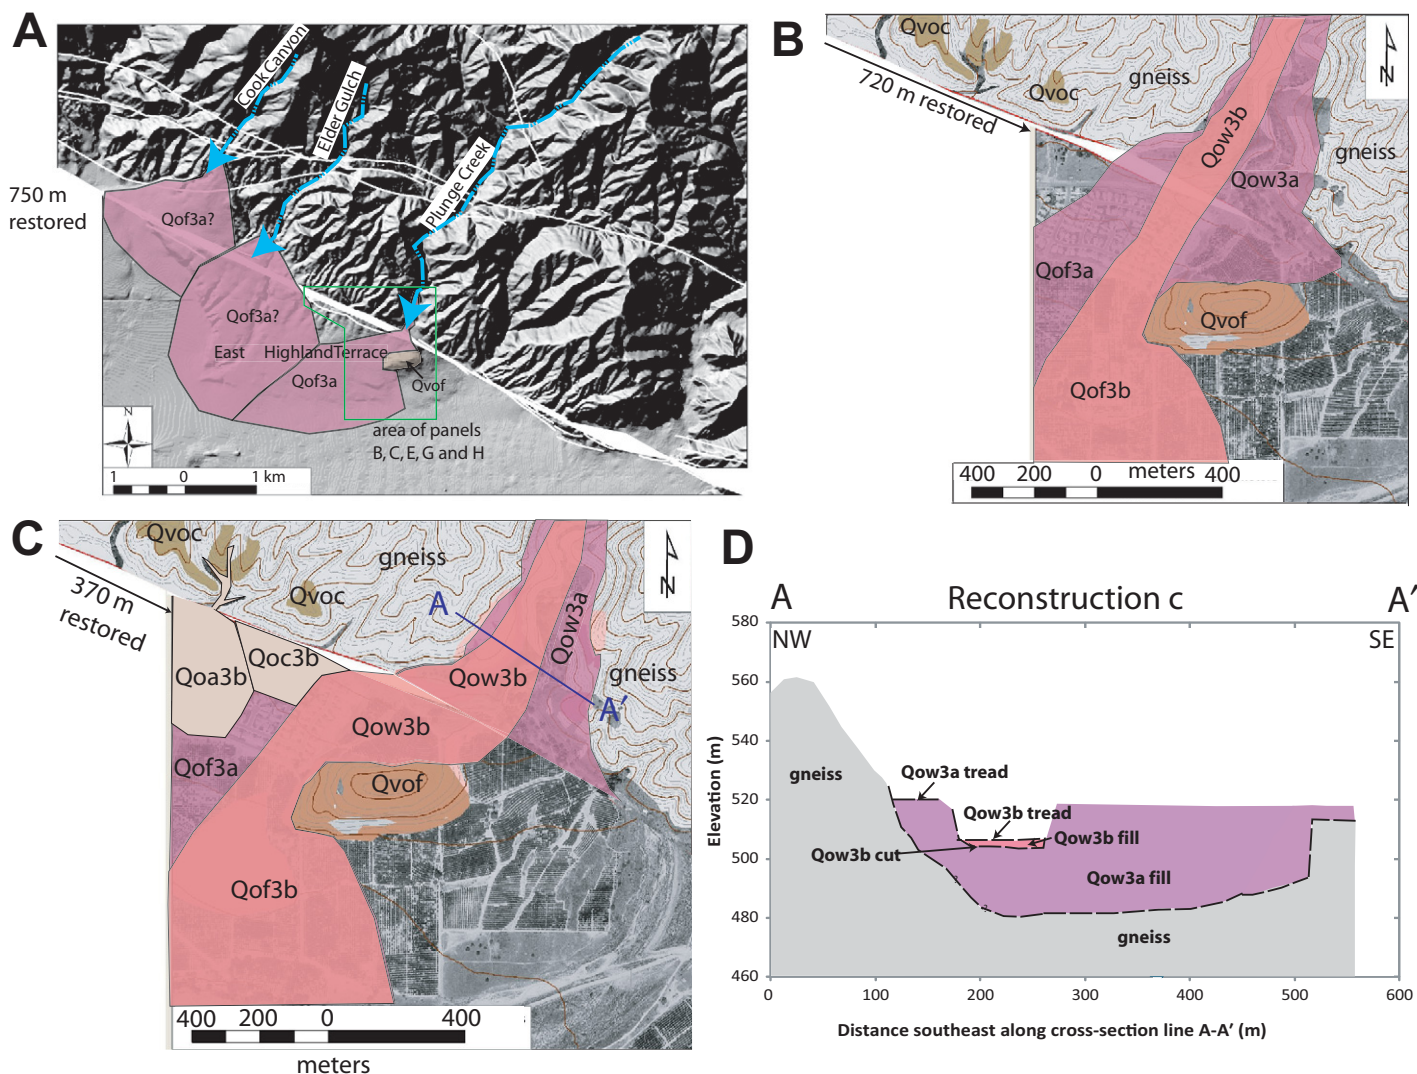 A
Cook Canyon
Elder Gulch
Plunge Creek
750 m
restored
Qof3a?
Qof3a?
East HighlandTerrace
Qof3a
Qvof
area of panels
B, C, E, G and H
N
1 0 1 km
B
Qvoc
Qvoc
gneiss
720 m restored
N
Qow3b
gneiss
Qow3a
Qof3a
Qvof
Qof3b
400 200 0 meters 400
C
Qvoc
gneiss
Qvoc
N
370 m
restored
A
Qow3a
Qoc3b
Qoa3b
Qow3b
gneiss
A′
Qow3b
Qof3a
Qvof
Qof3b
400 200 0 400
meters
D
A Reconstruction c A′
NW SE
580
560
540
520
500
480
460
Elevation (m)
gneiss
Qow3a tread
Qow3b tread
Qow3b fill
Qow3b cut
Qow3a fill
gneiss
0 100 200 300 400 500 600
Distance southeast along cross-section line A-A′ (m)